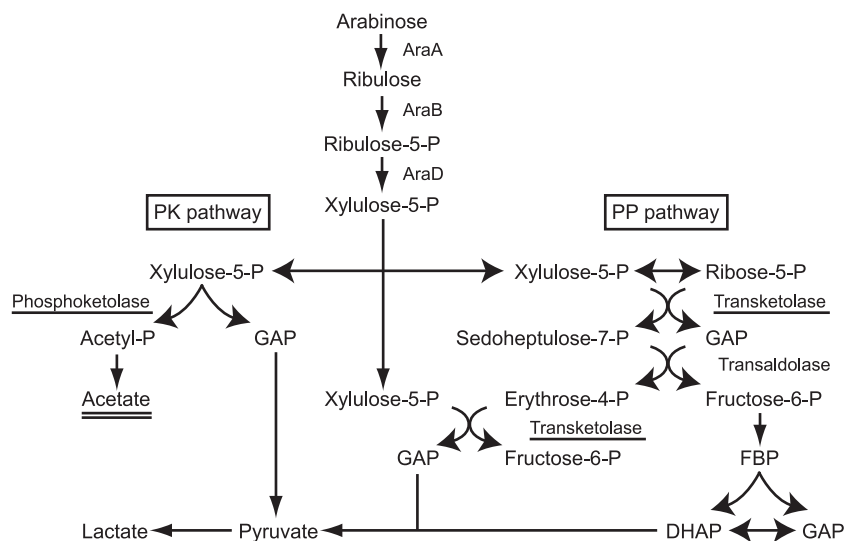 Arabinose
AraA
Ribulose
AraB
Ribulose-5-P
AraD
Xylulose-5-P
PK pathway
PP pathway
Xylulose-5-P
Xylulose-5-P
Ribose-5-P
Phosphoketolase
Transketolase
Acetyl-P
GAP
Sedoheptulose-7-P
GAP
Transaldolase
Acetate
Xylulose-5-P
Erythrose-4-P
Fructose-6-P
Transketolase
GAP
Fructose-6-P
FBP
Lactate
Pyruvate
DHAP
GAP